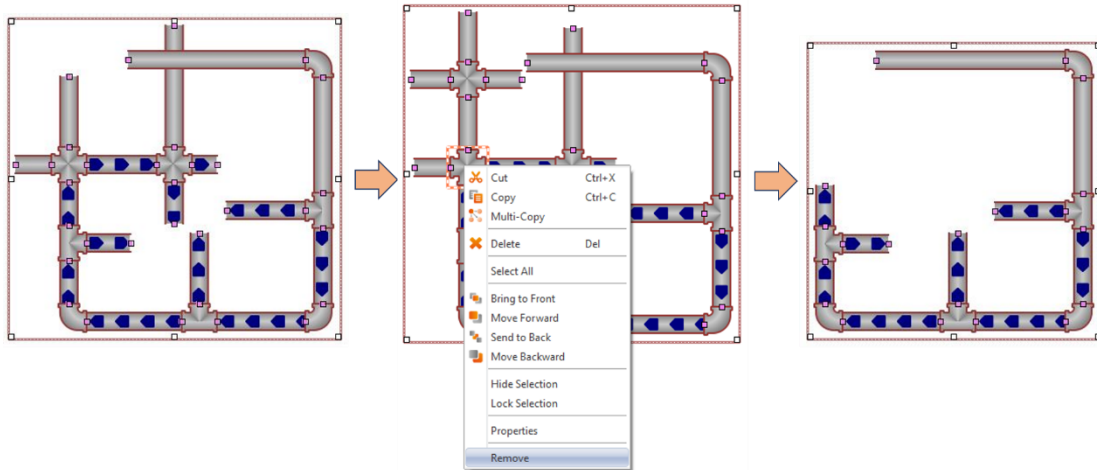 Cut Ctrl+X
Copy Ctrl+C
Multi-Copy
Delete Del
Select All
Bring to Front
Move Forward
Send to Back
Move Backward
Hide Selection
Lock Selection
Properties
Remove